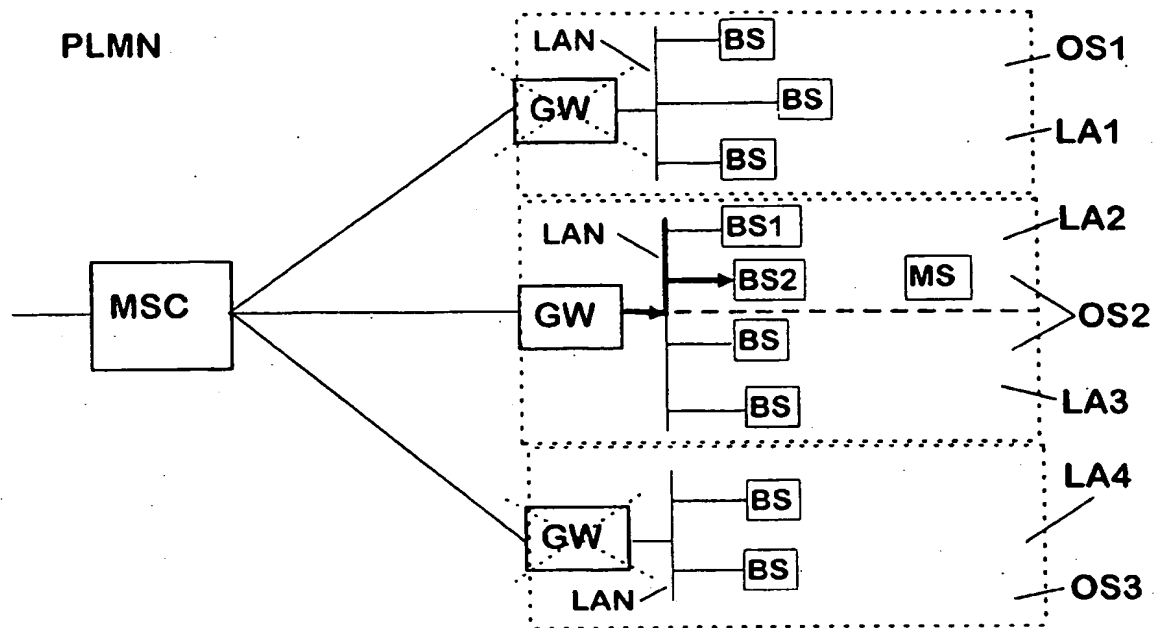 PLMN
LAN
BS
OS1
GW
BS
LA1
BS
LAN
BS1
LA2
BS2
MS
MSC
GW
OS2
BS
LA3
BS
LA4
BS
GW
BS
LAN
OS3